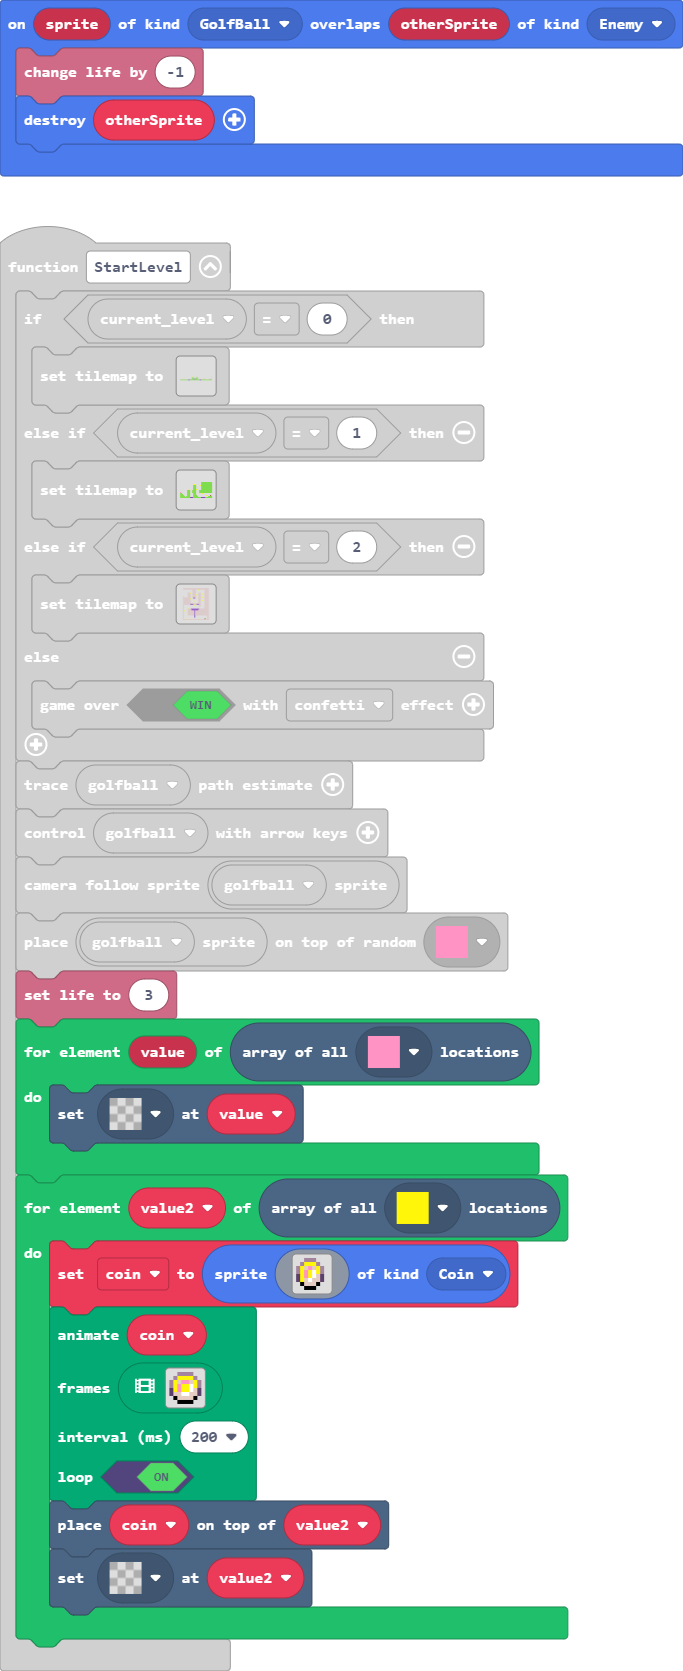 on sprite of kind GolfBall overlaps otherSprite of kind Enemy
change life by -1
destroy otherSprite
function StartLevel
if current_level = 0 then
set tilemap to
else if current_level = 1 then
set tilemap to
else if current_level = 2 then
set tilemap to
else
game over WIN with confetti effect
trace golfball path estimate
control golfball with arrow keys
camera follow sprite golfball sprite
place golfball sprite on top of random
set life to 3
for element value of array of all locations
do
set at value
for element value2 of array of all locations
do
set coin to sprite of kind Coin
animate coin
frames
interval (ms) 200
loop ON
place coin on top of value2
set at value2